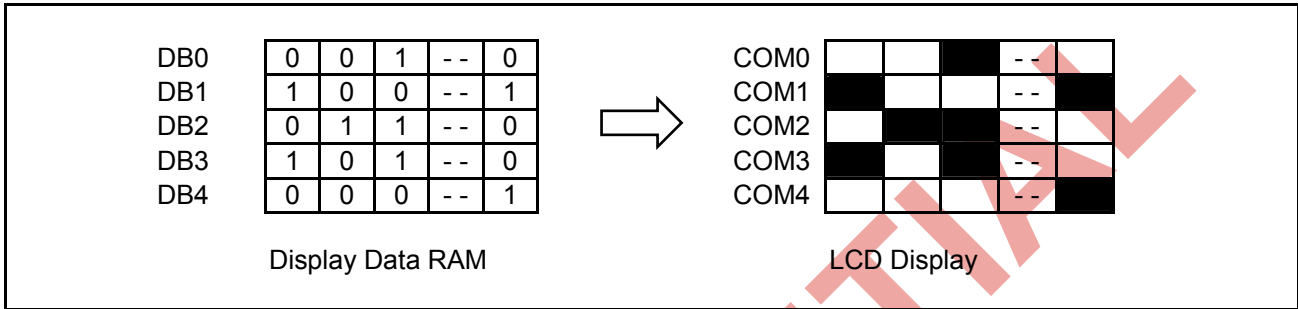 DB0 0 0 1 - - 0 COM0 - -
DB1 1 0 0 - - 1 COM1 - -
DB2 0 1 1 - - 0 COM2 - -
DB3 1 0 1 - - 0 COM3 - -
DB4 0 0 0 - - 1 COM4 - -
Display Data RAM LCD Display
TIAL